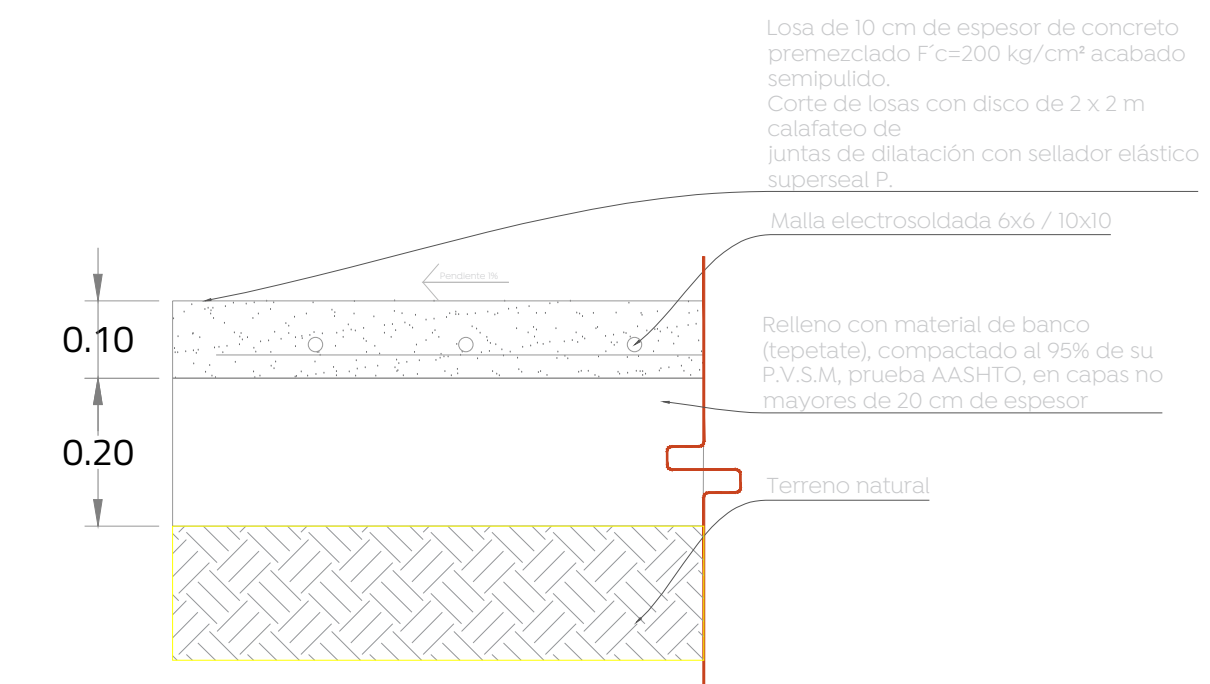 Losa de 10 cm de espesor de concreto
premezclado F´c=200 kg/cm² acabado
semipulido.
Corte de losas con disco de 2 x 2 m
calafateo de
juntas de dilatación con sellador elástico
superseal P.
Malla electrosoldada 6x6 / 10x10
Pendiente 1%
0.10
Relleno con material de banco
(tepetate), compactado al 95% de su
P.V.S.M, prueba AASHTO, en capas no
mayores de 20 cm de espesor
0.20
Terreno natural